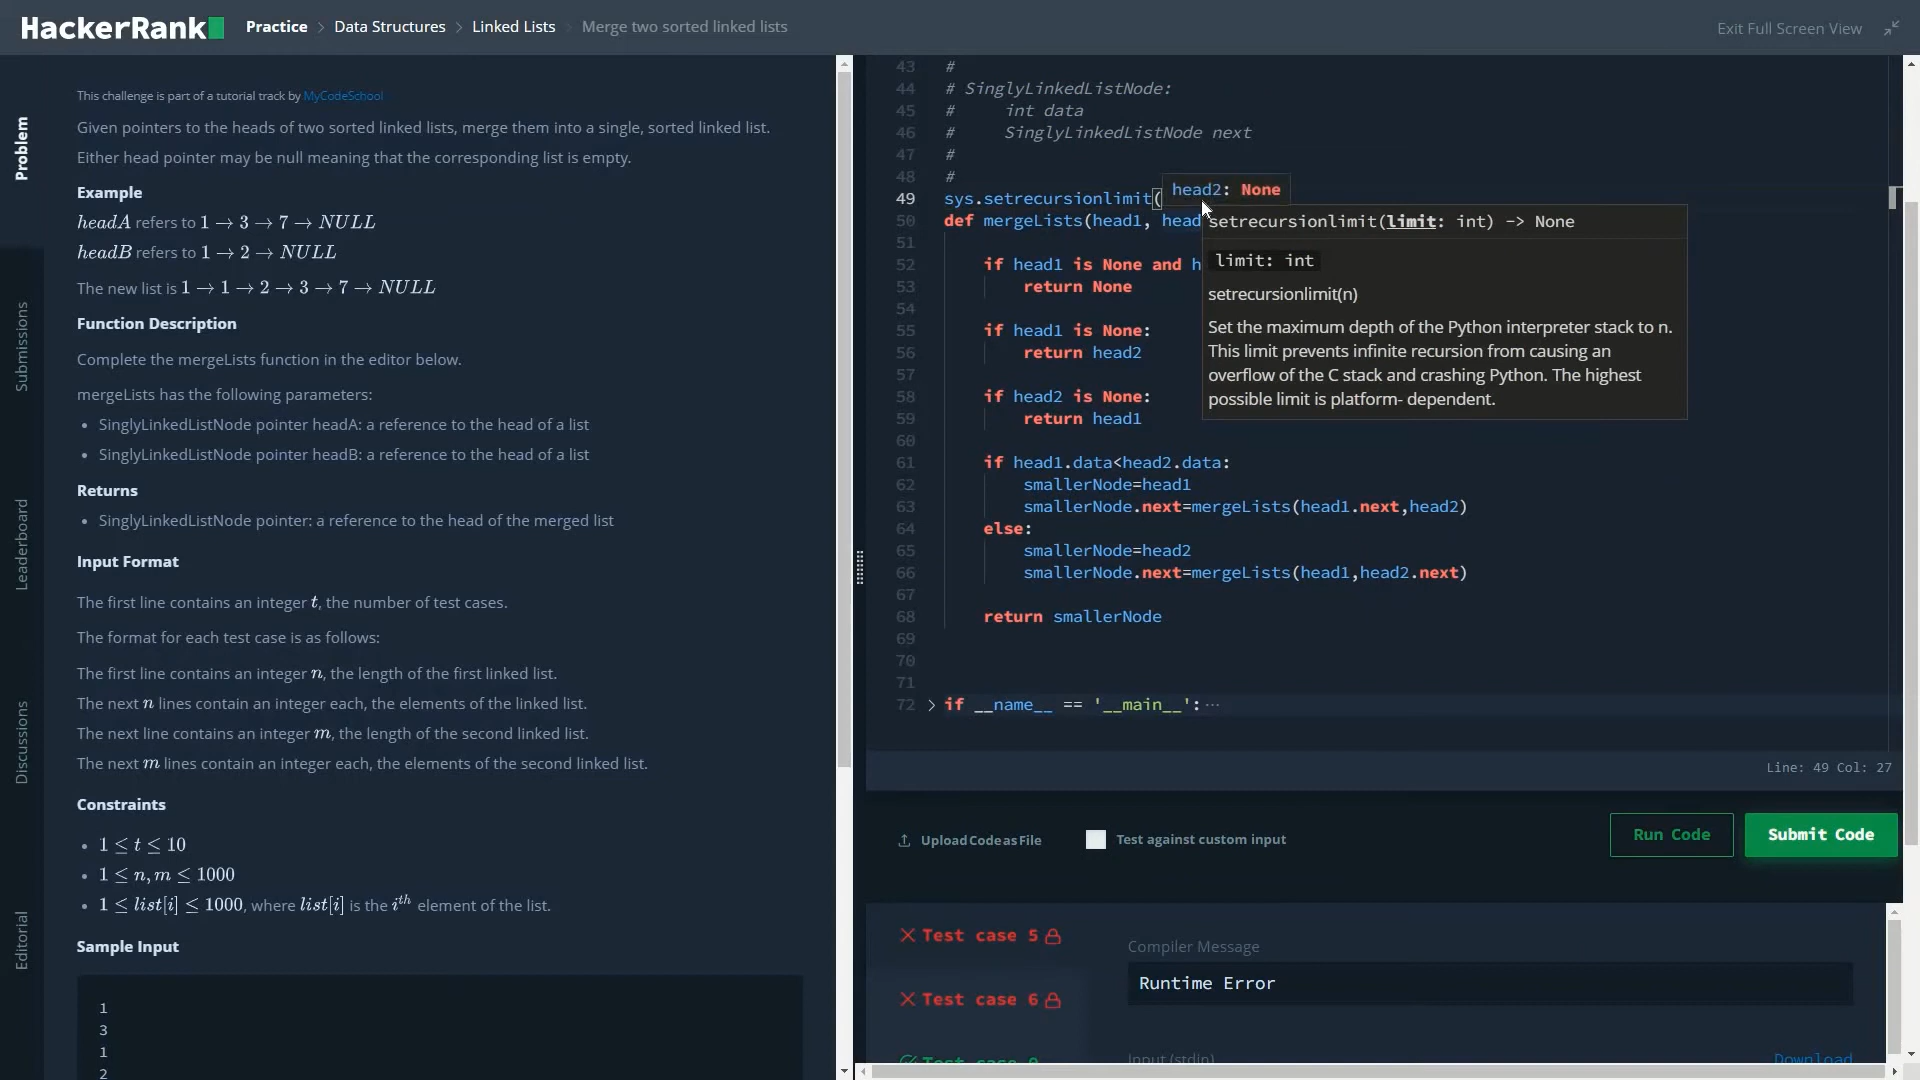 HackerRank
Practice > Data Structures > Linked Lists > Merge two sorted linked lists
Exit Full Screen View
Problem
Submissions
Leaderboard
Discussions
Editorial
This challenge is part of a tutorial track by MyCodeSchool
Given pointers to the heads of two sorted linked lists, merge them into a single, sorted linked list.
Either head pointer may be null meaning that the corresponding list is empty.
Example
headA refers to 1 → 3 → 7 → NULL
headB refers to 1 → 2 → NULL
The new list is 1 → 1 → 2 → 3 → 7 → NULL
Function Description
Complete the mergeLists function in the editor below.
mergeLists has the following parameters:
• SinglyLinkedListNode pointer headA: a reference to the head of a list
• SinglyLinkedListNode pointer headB: a reference to the head of a list
Returns
• SinglyLinkedListNode pointer: a reference to the head of the merged list
Input Format
The first line contains an integer t, the number of test cases.
The format for each test case is as follows:
The first line contains an integer n, the length of the first linked list.
The next n lines contain an integer each, the elements of the linked list.
The next line contains an integer m, the length of the second linked list.
The next m lines contain an integer each, the elements of the second linked list.
Constraints
• 1 ≤ t ≤ 10
• 1 ≤ n, m ≤ 1000
• 1 ≤ list[i] ≤ 1000, where list[i] is the i^th element of the list.
Sample Input
1
3
1
2
43 #
44 # SinglyLinkedListNode:
45 #     int data
46 #     SinglyLinkedListNode next
47 #
48 #
49 sys.setrecursionlimit(
head2: None
50 def mergeLists(head1, head
51
52     if head1 is None and h
53         return None
54
55     if head1 is None:
56         return head2
57
58     if head2 is None:
59         return head1
60
61     if head1.data<head2.data:
62         smallerNode=head1
63         smallerNode.next=mergeLists(head1.next,head2)
64     else:
65         smallerNode=head2
66         smallerNode.next=mergeLists(head1,head2.next)
67
68     return smallerNode
69
70
71
72 > if __name__ == '__main__': ···
setrecursionlimit(limit: int) -> None
limit: int
setrecursionlimit(n)
Set the maximum depth of the Python interpreter stack to n.
This limit prevents infinite recursion from causing an
overflow of the C stack and crashing Python. The highest
possible limit is platform- dependent.
Line: 49 Col: 27
Upload Code as File
Test against custom input
Run Code
Submit Code
Test case 5
Test case 6
Compiler Message
Runtime Error
Input (stdin)
Download